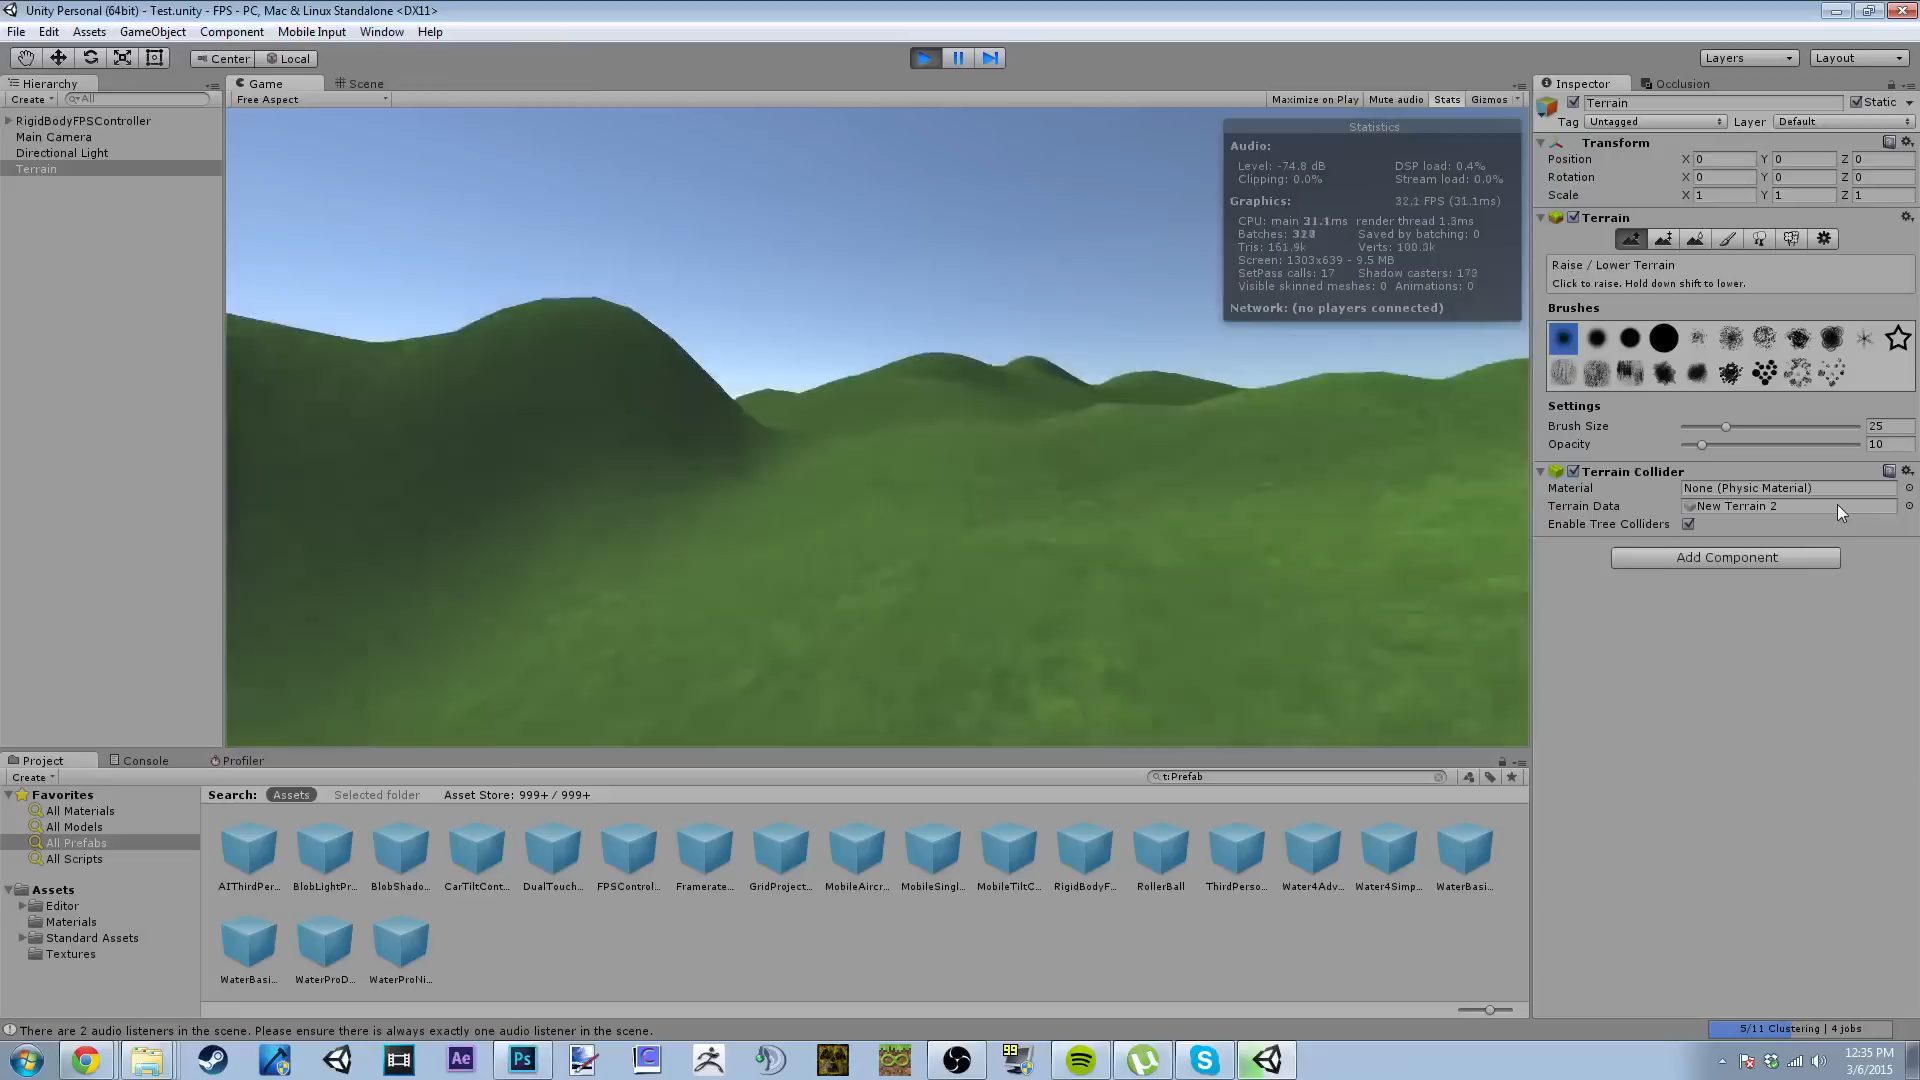 Unity Personal (64bit) - Test.unity - FPS - PC, Mac & Linux Standalone <DX11>
File Edit Assets GameObject Component Mobile Input Window Help
Center Local Layers Layout
Hierarchy
Create All
RigidBodyFPSController
Main Camera
Directional Light
Terrain
Game Scene
Free Aspect Maximize on Play Mute audio Stats Gizmos
Statistics
Audio:
Level: -74.8 dB DSP load: 0.4%
Clipping: 0.0% Stream load: 0.0%
Graphics: 32.1 FPS (31.1ms)
CPU: main 31.1ms render thread 1.3ms
Batches: Saved by batching: 0
Tris: 161.9k Verts: 100.3k
Screen: 1303x639 - 9.5 MB
SetPass calls: 17 Shadow casters:
Visible skinned meshes: 0 Animations: 0
Network: (no players connected)
Inspector Occlusion
Terrain Static
Tag Untagged Layer Default
Transform
Position X 0 Y 0 Z 0
Rotation X 0 Y 0 Z 0
Scale X 1 Y 1 Z 1
Terrain
Raise / Lower Terrain
Click to raise. Hold down shift to lower.
Brushes
Settings
Brush Size 25
Opacity 10
Terrain Collider
Material None (Physic Material)
Terrain Data New Terrain 2
Enable Tree Colliders
Add Component
Project Console Profiler
Create t:Prefab
Favorites
All Materials
All Models
All Prefabs
All Scripts
Assets
Editor
Materials
Standard Assets
Textures
Search: Assets Selected folder Asset Store: 999+ / 999+
AIThirdPer... BlobLightPr... BlobShado... CarTiltCont... DualTouch... FPSControl... Framerate... GridProject... MobileAircr... MobileSingl... MobileTiltC... RigidBodyF... RollerBall ThirdPerso... Water4Adv... Water4Simp... WaterBasi...
WaterBasi... WaterProD... WaterProNi...
There are 2 audio listeners in the scene. Please ensure there is always exactly one audio listener in the scene.
5/11 Clustering | 4 jobs
Ae Ps 99
12:35 PM
3/6/2015